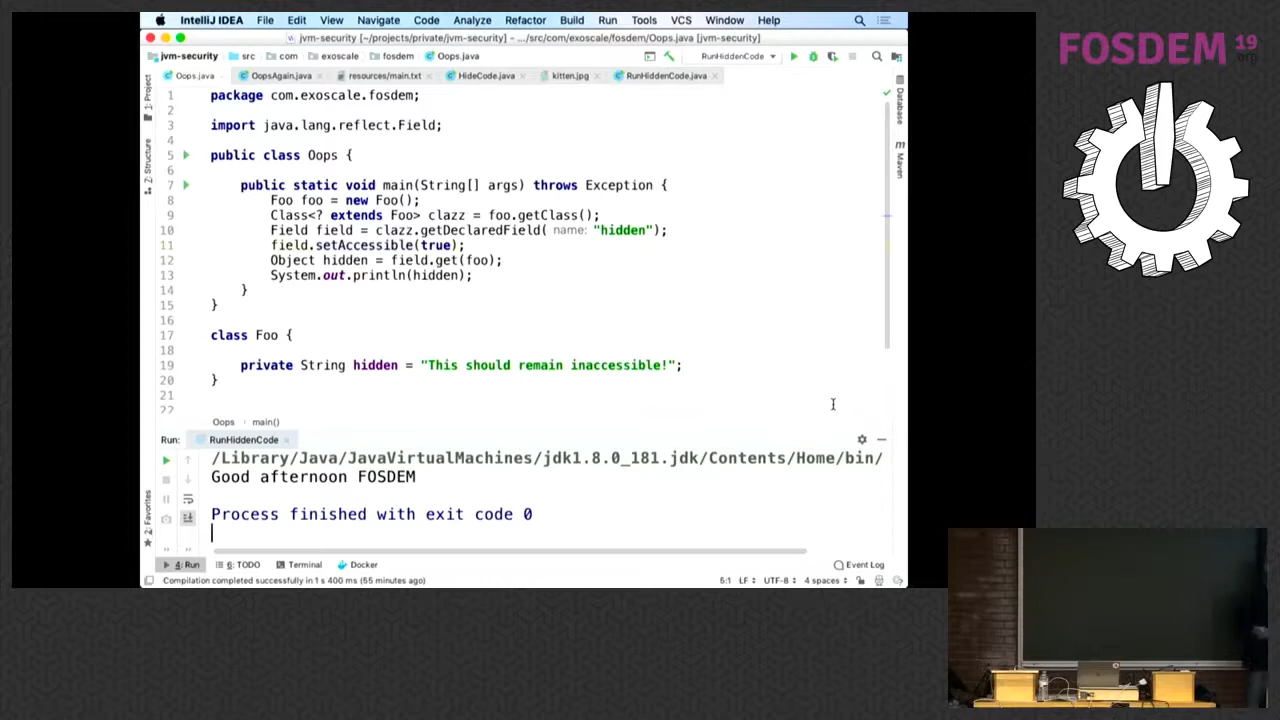 IntelliJ IDEA File Edit View Navigate Code Analyze Refactor Build Run Tools VCS Window Help
jvm-security [~/projects/private/jvm-security] – .../src/com/exoscale/fosdem/Oops.java [jvm-security]
jvm-security src com exoscale fosdem Oops.java RunHiddenCode
Oops.java OopsAgain.java resources/main.txt HideCode.java kitten.jpg RunHiddenCode.java
1 package com.exoscale.fosdem;
2
3 import java.lang.reflect.Field;
4
5 public class Oops {
6
7 public static void main(String[] args) throws Exception {
8 Foo foo = new Foo();
9 Class<? extends Foo> clazz = foo.getClass();
10 Field field = clazz.getDeclaredField( name: "hidden");
11 field.setAccessible(true);
12 Object hidden = field.get(foo);
13 System.out.println(hidden);
14 }
15 }
16
17 class Foo {
18
19 private String hidden = "This should remain inaccessible!";
20 }
21
22
Oops main()
1: Project
Z: Structure
2: Favorites
Database
m Maven
Run: RunHiddenCode
/Library/Java/JavaVirtualMachines/jdk1.8.0_181.jdk/Contents/Home/bin/
Good afternoon FOSDEM
Process finished with exit code 0
4: Run 6: TODO Terminal Docker Event Log
Compilation completed successfully in 1 s 400 ms (55 minutes ago) 5:1 LF UTF-8 4 spaces
FOSDEM 19
.org